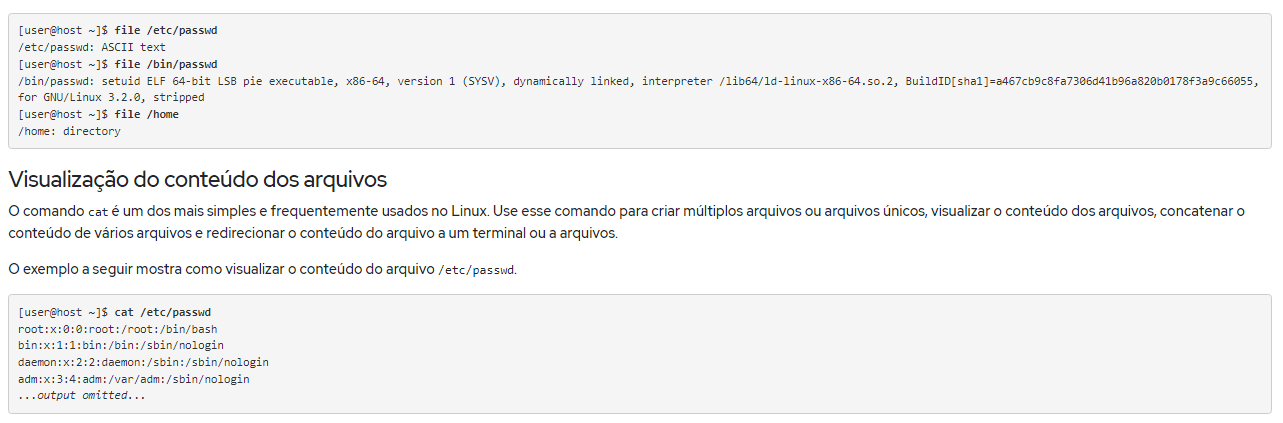 [user@host ~]$ file /etc/passwd
/etc/passwd: ASCII text
[user@host ~]$ file /bin/passwd
/bin/passwd: setuid ELF 64-bit LSB pie executable, x86-64, version 1 (SYSV), dynamically linked, interpreter /lib64/ld-linux-x86-64.so.2, BuildID[sha1]=a467cb9c8fa7306d41b96a820b0178f3a9c66055,
for GNU/Linux 3.2.0, stripped
[user@host ~]$ file /home
/home: directory
Visualização do conteúdo dos arquivos
O comando cat é um dos mais simples e frequentemente usados no Linux. Use esse comando para criar múltiplos arquivos ou arquivos únicos, visualizar o conteúdo dos arquivos, concatenar o
conteúdo de vários arquivos e redirecionar o conteúdo do arquivo a um terminal ou a arquivos.
O exemplo a seguir mostra como visualizar o conteúdo do arquivo /etc/passwd.
[user@host ~]$ cat /etc/passwd
root:x:0:0:root:/root:/bin/bash
bin:x:1:1:bin:/bin:/sbin/nologin
daemon:x:2:2:daemon:/sbin:/sbin/nologin
adm:x:3:4:adm:/var/adm:/sbin/nologin
...output omitted...